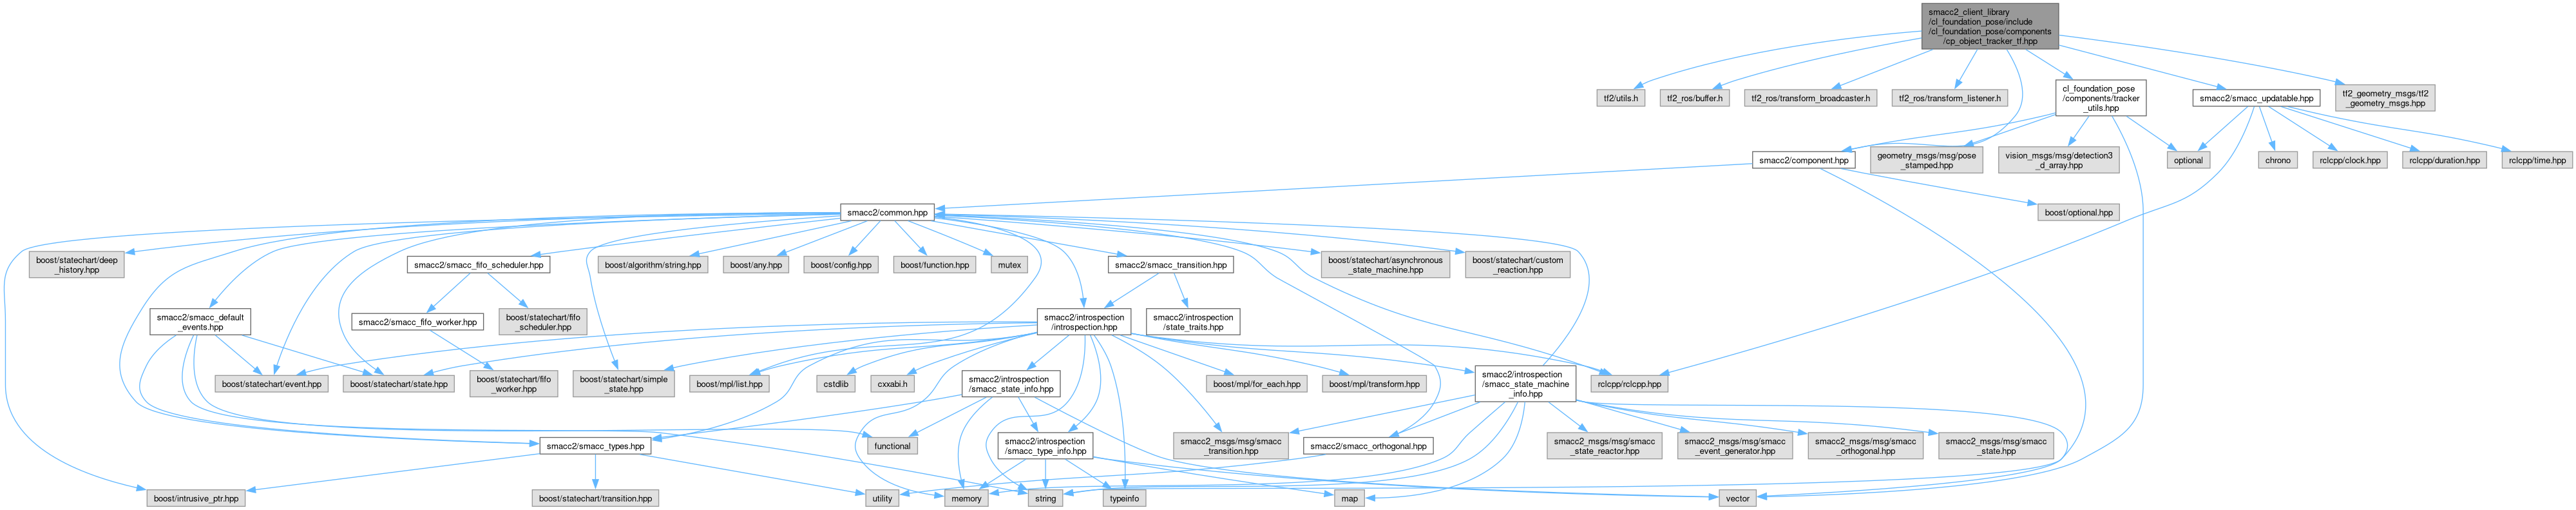 smacc2_client_library
/cl_foundation_pose/include
/cl_foundation_pose/components
/cp_object_tracker_tf.hpp
tf2/utils.h
tf2_ros/buffer.h
tf2_ros/transform_broadcaster.h
tf2_ros/transform_listener.h
cl_foundation_pose
/components/tracker
_utils.hpp
smacc2/smacc_updatable.hpp
tf2_geometry_msgs/tf2
_geometry_msgs.hpp
smacc2/component.hpp
geometry_msgs/msg/pose
_stamped.hpp
vision_msgs/msg/detection3
d_array.hpp
optional
chrono
rclcpp/clock.hpp
rclcpp/duration.hpp
rclcpp/time.hpp
smacc2/common.hpp
boost/optional.hpp
boost/statechart/deep
_history.hpp
smacc2/smacc_fifo_scheduler.hpp
boost/algorithm/string.hpp
boost/any.hpp
boost/config.hpp
boost/function.hpp
mutex
smacc2/smacc_transition.hpp
boost/statechart/asynchronous
_state_machine.hpp
boost/statechart/custom
_reaction.hpp
smacc2/smacc_default
_events.hpp
smacc2/smacc_fifo_worker.hpp
boost/statechart/fifo
_scheduler.hpp
smacc2/introspection
/introspection.hpp
smacc2/introspection
/state_traits.hpp
boost/statechart/event.hpp
boost/statechart/state.hpp
boost/statechart/fifo
_worker.hpp
boost/statechart/simple
_state.hpp
boost/mpl/list.hpp
cstdlib
cxxabi.h
smacc2/introspection
/smacc_state_info.hpp
boost/mpl/for_each.hpp
boost/mpl/transform.hpp
smacc2/introspection
/smacc_state_machine
_info.hpp
rclcpp/rclcpp.hpp
smacc2/smacc_types.hpp
functional
smacc2/introspection
/smacc_type_info.hpp
smacc2_msgs/msg/smacc
_transition.hpp
smacc2/smacc_orthogonal.hpp
smacc2_msgs/msg/smacc
_state_reactor.hpp
smacc2_msgs/msg/smacc
_event_generator.hpp
smacc2_msgs/msg/smacc
_orthogonal.hpp
smacc2_msgs/msg/smacc
_state.hpp
boost/intrusive_ptr.hpp
boost/statechart/transition.hpp
utility
memory
string
typeinfo
map
vector